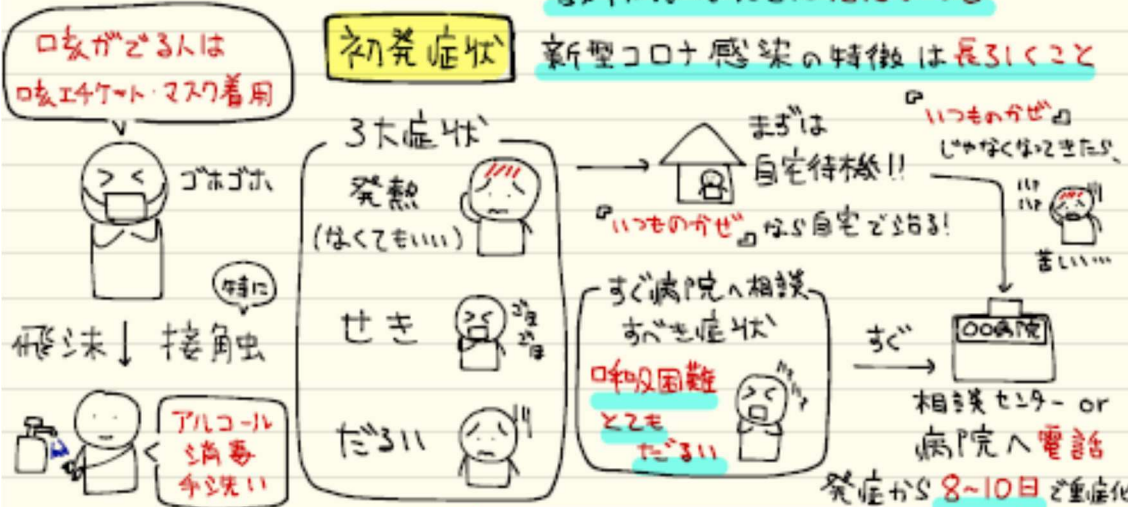 初発症状
新型コロナ感染の特徴は長引くこと
咳がでる人は
咳エチケット・マスク着用
ゴホゴホ
特に
飛沫↓接触
アルコール
消毒
手洗い
3大症状
発熱
(なくてもいい)
せき
ゴホ
ゴホ
だるい
まずは
自宅待機!!
『いつものかぜ』なら自宅で治る!
『いつものかぜ』
じゃなくなってきたら、
苦しい…
すぐ病院へ相談
すべき症状
呼吸困難
とても
だるい
すぐ
〇〇病院
相談センター or
病院へ電話
発症から8~10日で重症化